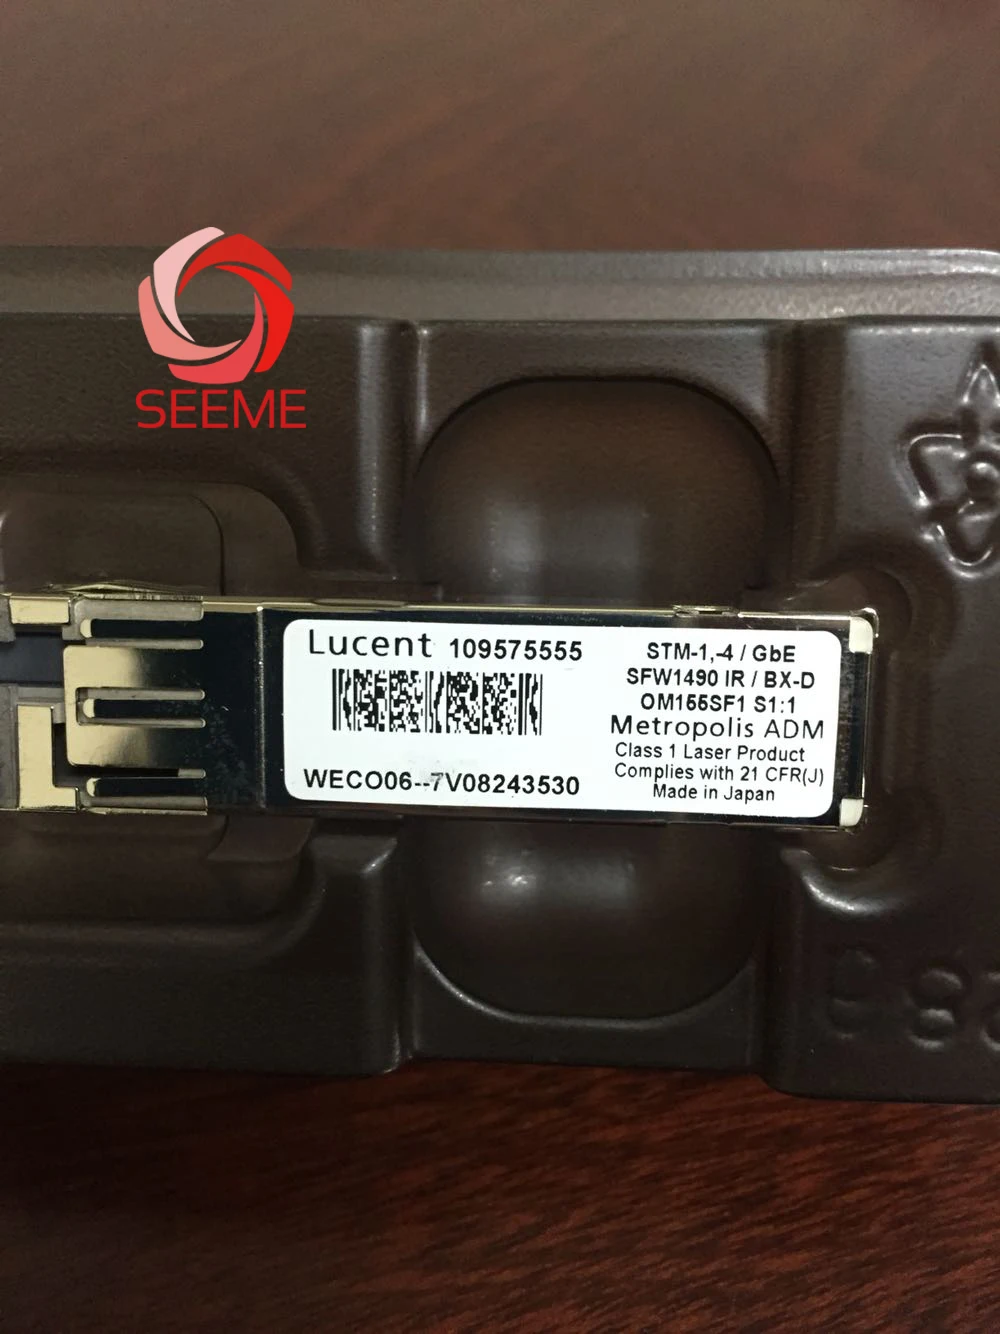 SEEME
Lucent 109575555
WECO06--7V08243530
STM-1,-4 / GbE
SFW1490 IR / BX-D
OM155SF1 S1:1
Metropolis ADM
Class 1 Laser Product
Complies with 21 CFR(J)
Made in Japan